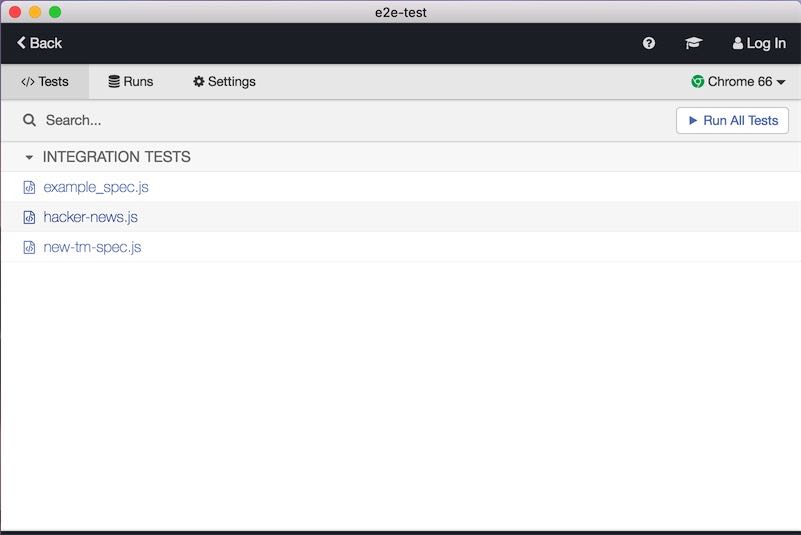 e2e-test
Back
Log In
</> Tests
Runs
Settings
Chrome 66
Search...
Run All Tests
INTEGRATION TESTS
example_spec.js
hacker-news.js
new-tm-spec.js